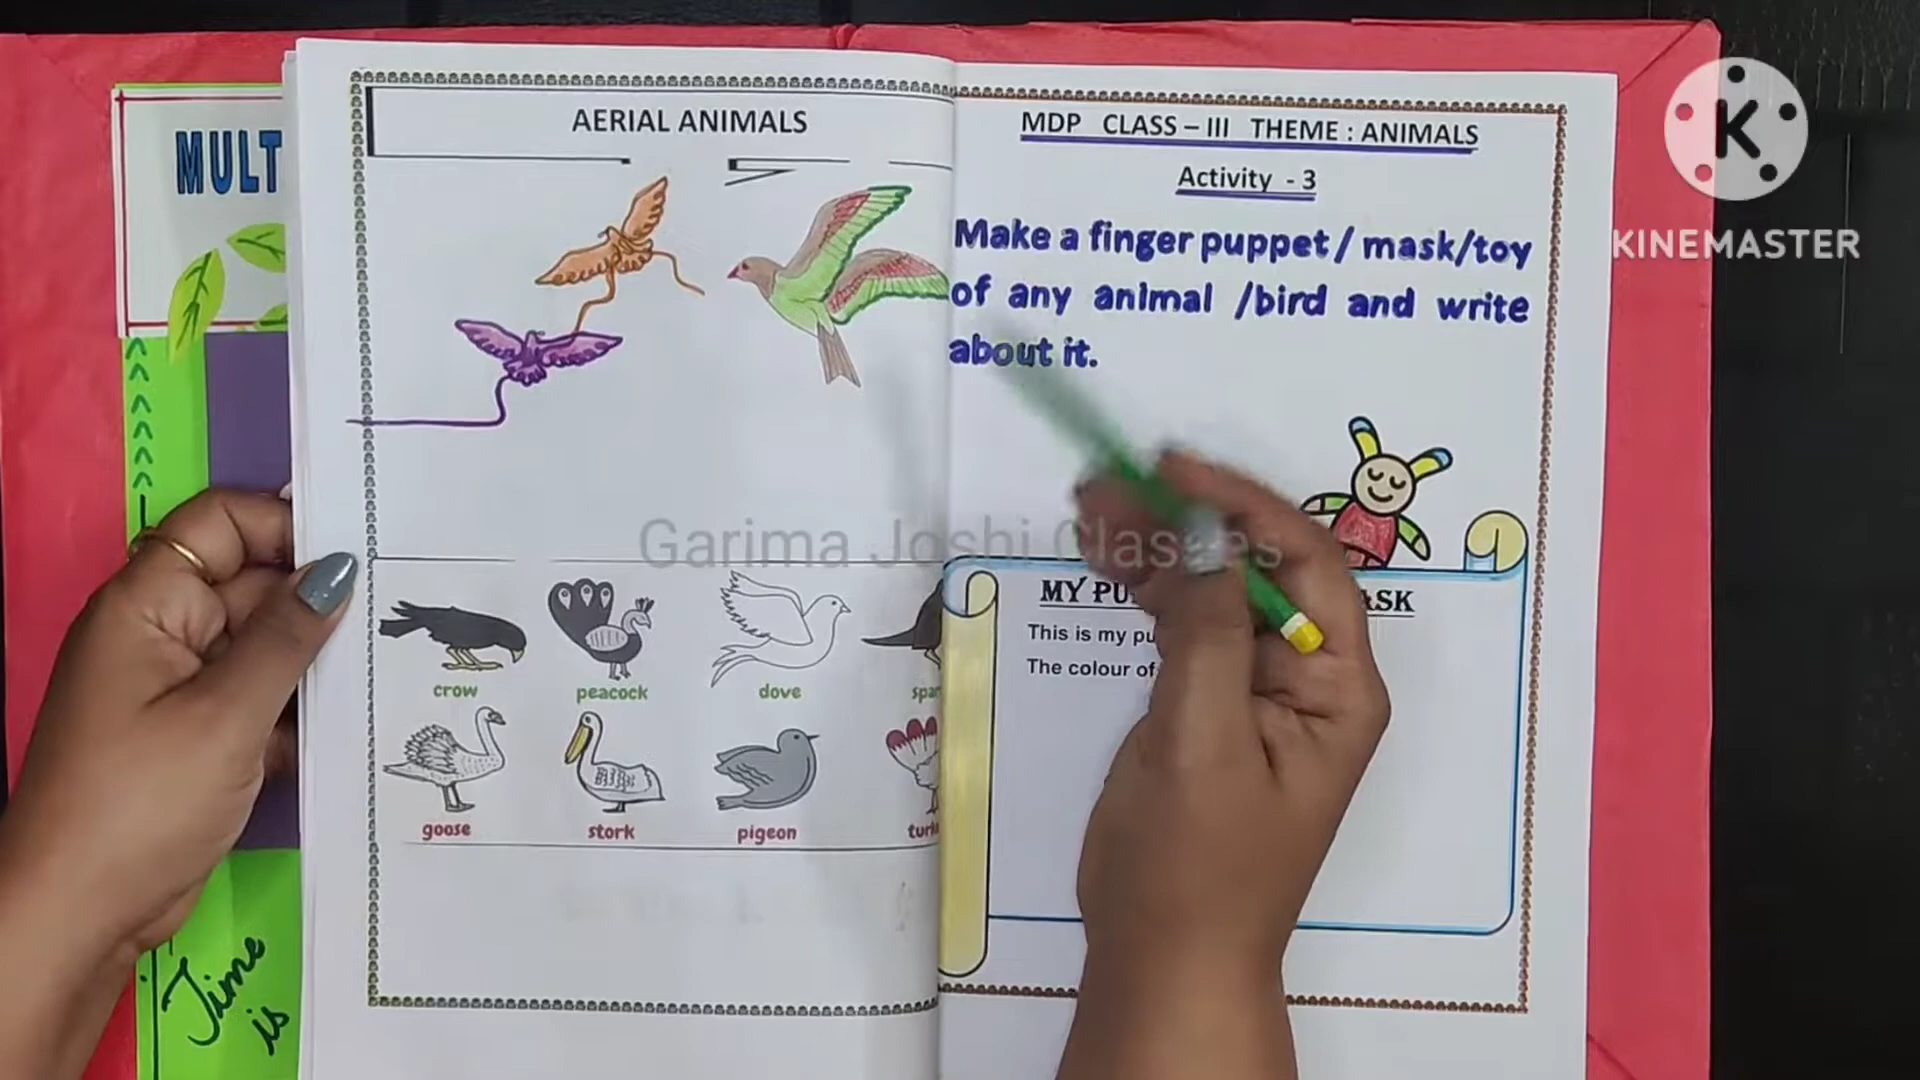 MULT
AERIAL ANIMALS
crow peacock dove
goose stork pigeon
MDP CLASS – III THEME : ANIMALS
Activity - 3
Make a finger puppet / mask/toy
of any animal /bird and write
about it.
MY
This is my
The colour of
Time
is
Garima Joshi Classes
KINEMASTER